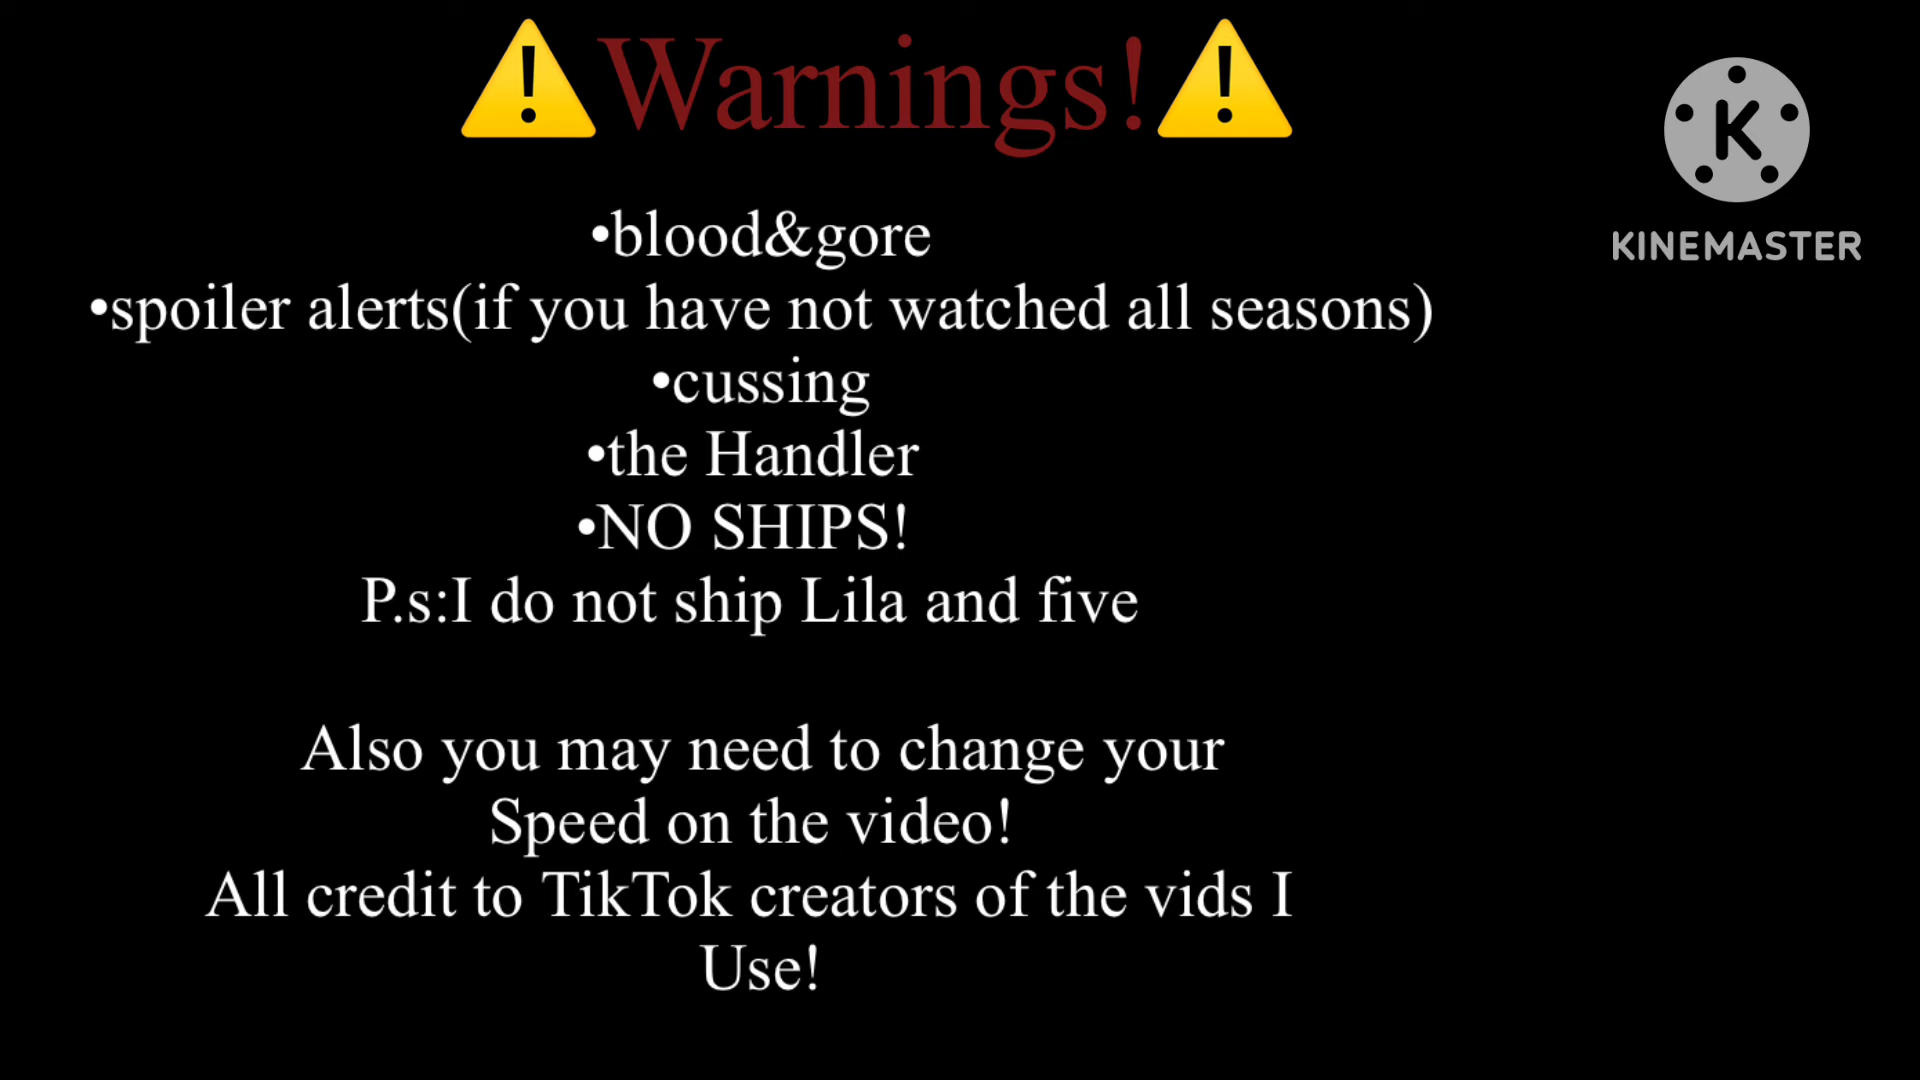 ⚠️Warnings!⚠️
KINEMASTER
•blood&gore
•spoiler alerts(if you have not watched all seasons)
•cussing
•the Handler
•NO SHIPS!
P.s:I do not ship Lila and five
Also you may need to change your
Speed on the video!
All credit to TikTok creators of the vids I
Use!